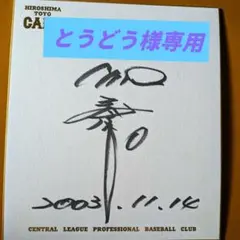 HIROSHIMA
TOYO
CA
とうどう様専用
2003.11.14
CENTRAL LEAGUE PROFESSIONAL BASEBALL CLUB